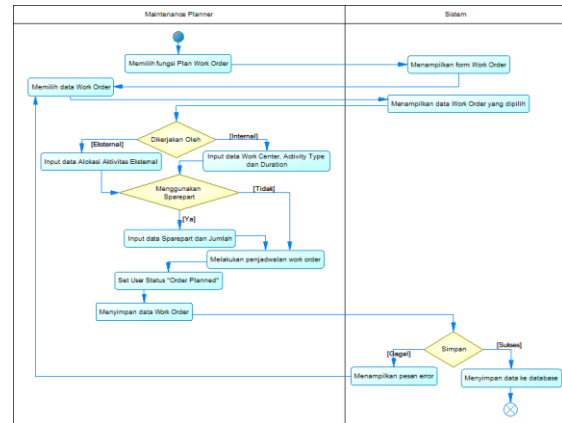 Maintenance Planner
Sistem
Memilih fungsi Plan Work Order
Menampilkan form Work Order
Memilih data Work Order
Menampilkan data Work Order yang dipilih
Dikerjakan Oleh
[Eksternal]
[Internal]
Input data Alokasi Aktivitas Eksternal
Input data Work Center, Activity Type
dan Duration
Menggunakan
Sparepart
[Tidak]
[Ya]
Input data Sparepart dan Jumlah
Melakukan penjadwalan work order
Set User Status "Order Planned"
Menyimpan data Work Order
Simpan
[Gagal]
[Sukses]
Menampilkan pesan error
Menyimpan data ke database